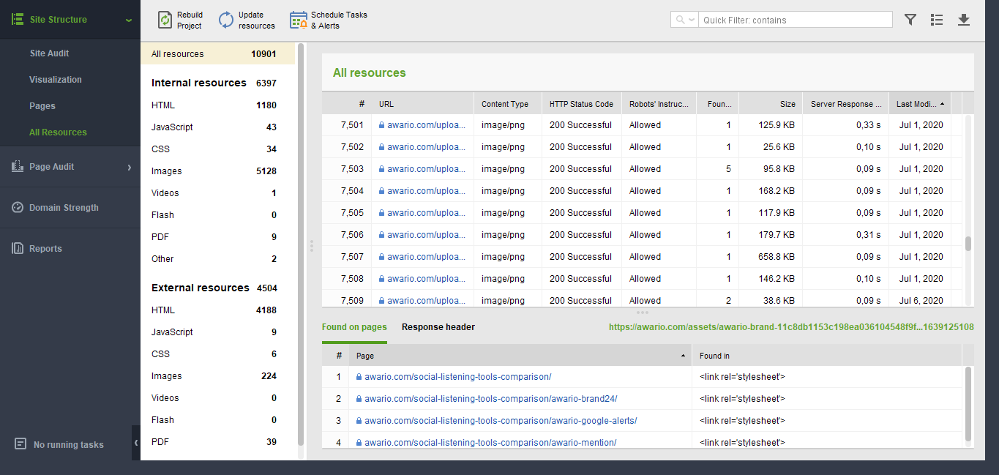 Site Structure
Site Audit
Visualization
Pages
All Resources
Page Audit
Domain Strength
Reports
No running tasks
Rebuild
Project
Update
resources
Schedule Tasks
& Alerts
Quick Filter: contains
All resources 10901
Internal resources 6397
HTML 1180
JavaScript 43
CSS 34
Images 5128
Videos 1
Flash 0
PDF 9
Other 2
External resources 4504
HTML 4188
JavaScript 9
CSS 6
Images 224
Videos 0
Flash 0
PDF 39
All resources
# URL Content Type HTTP Status Code Robots' Instruc... Foun... Size Server Response ... Last Modi...
7,501 awario.com/uploa... image/png 200 Successful Allowed 1 125.9 KB 0,33 s Jul 1, 2020
7,502 awario.com/uploa... image/png 200 Successful Allowed 1 25.6 KB 0,10 s Jul 1, 2020
7,503 awario.com/uploa... image/png 200 Successful Allowed 5 95.8 KB 0,09 s Jul 1, 2020
7,504 awario.com/uploa... image/png 200 Successful Allowed 1 168.2 KB 0,09 s Jul 1, 2020
7,505 awario.com/uploa... image/png 200 Successful Allowed 1 117.9 KB 0,09 s Jul 1, 2020
7,506 awario.com/uploa... image/png 200 Successful Allowed 1 179.7 KB 0,31 s Jul 1, 2020
7,507 awario.com/uploa... image/png 200 Successful Allowed 1 658.8 KB 0,09 s Jul 1, 2020
7,508 awario.com/uploa... image/png 200 Successful Allowed 1 146.2 KB 0,10 s Jul 1, 2020
7,509 awario.com/uploa... image/png 200 Successful Allowed 2 38.6 KB 0,09 s Jul 6, 2020
Found on pages Response header https://awario.com/assets/awario-brand-11c8db1153c198ea036104548f9f...1639125108
# Page Found in
1 awario.com/social-listening-tools-comparison/ <link rel='stylesheet'>
2 awario.com/social-listening-tools-comparison/awario-brand24/ <link rel='stylesheet'>
3 awario.com/social-listening-tools-comparison/awario-google-alerts/ <link rel='stylesheet'>
4 awario.com/social-listening-tools-comparison/awario-mention/ <link rel='stylesheet'>